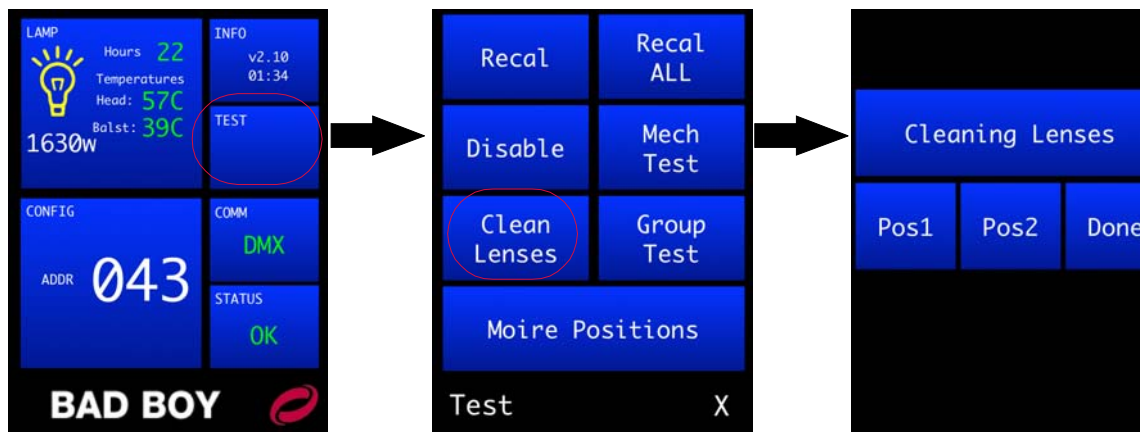 LAMP
Hours 22
Temperatures
Head: 57C
Balst: 39C
1630w
INFO
v2.10
01:34
TEST
CONFIG
ADDR 043
COMM
DMX
STATUS
OK
BAD BOY
Recal
Recal
ALL
Disable
Mech
Test
Clean
Lenses
Group
Test
Moire Positions
Test X
Cleaning Lenses
Pos1 Pos2 Done